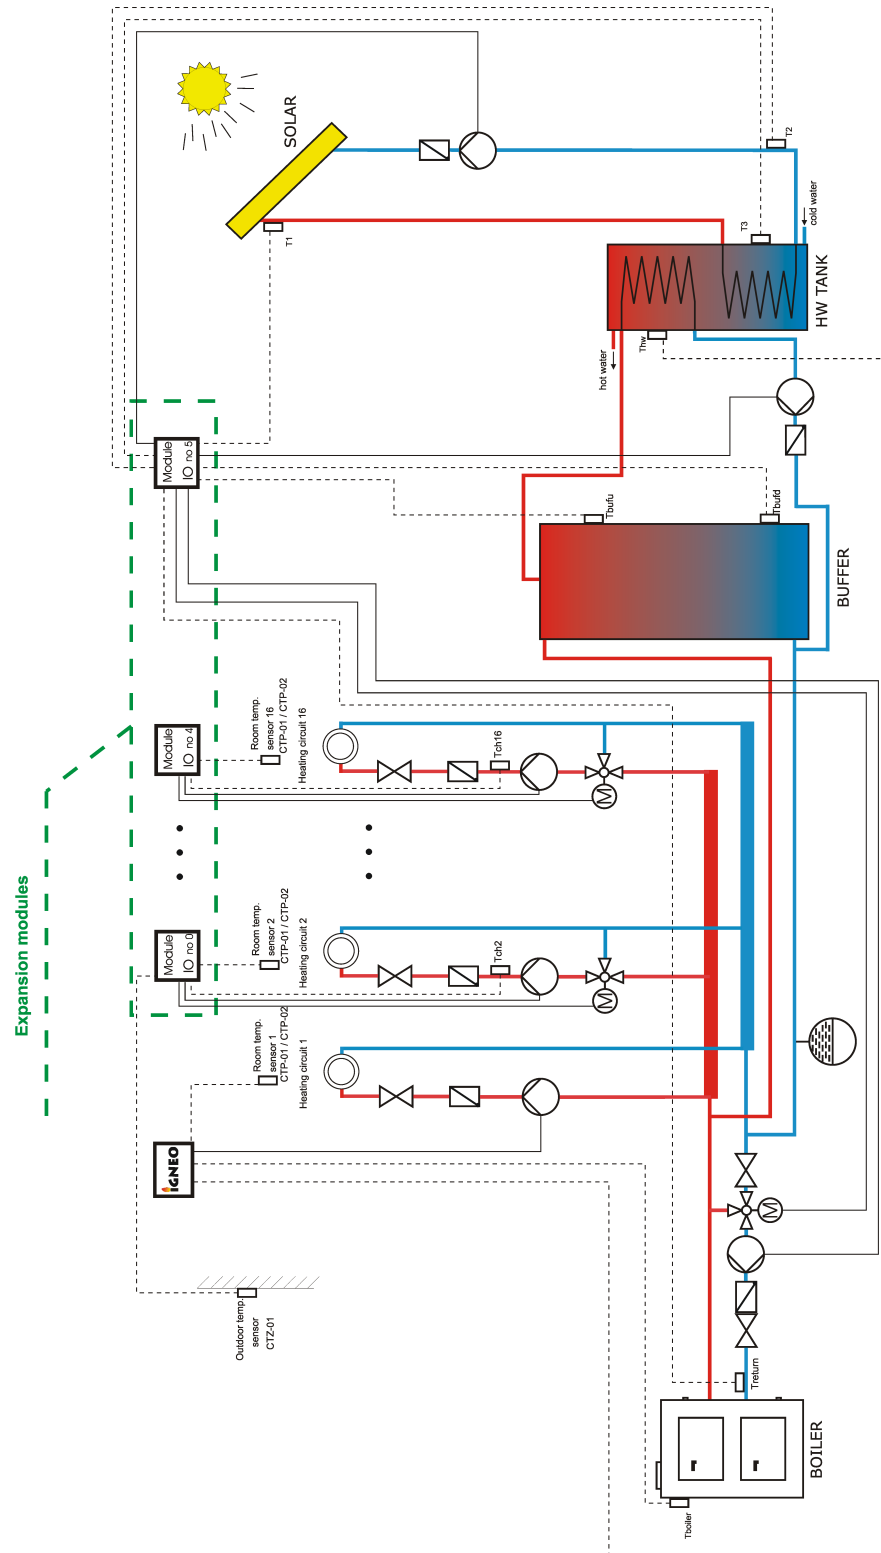 Expansion modules
iGNEO
Outdoor temp.
sensor
CTZ-01
Tboiler
BOILER
Treturn
M
Room temp.
sensor 1
CTP-01 / CTP-02
Heating circuit 1
Module
IO no 0
Room temp.
sensor 2
CTP-01 / CTP-02
Heating circuit 2
Tch2
M
Module
IO no 4
Room temp.
sensor 16
CTP-01 / CTP-02
Heating circuit 16
Tch16
M
Module
IO no 5
BUFFER
Tbufu
Tbufd
HW TANK
hot water
Thw
T3
cold water
T2
T1
SOLAR